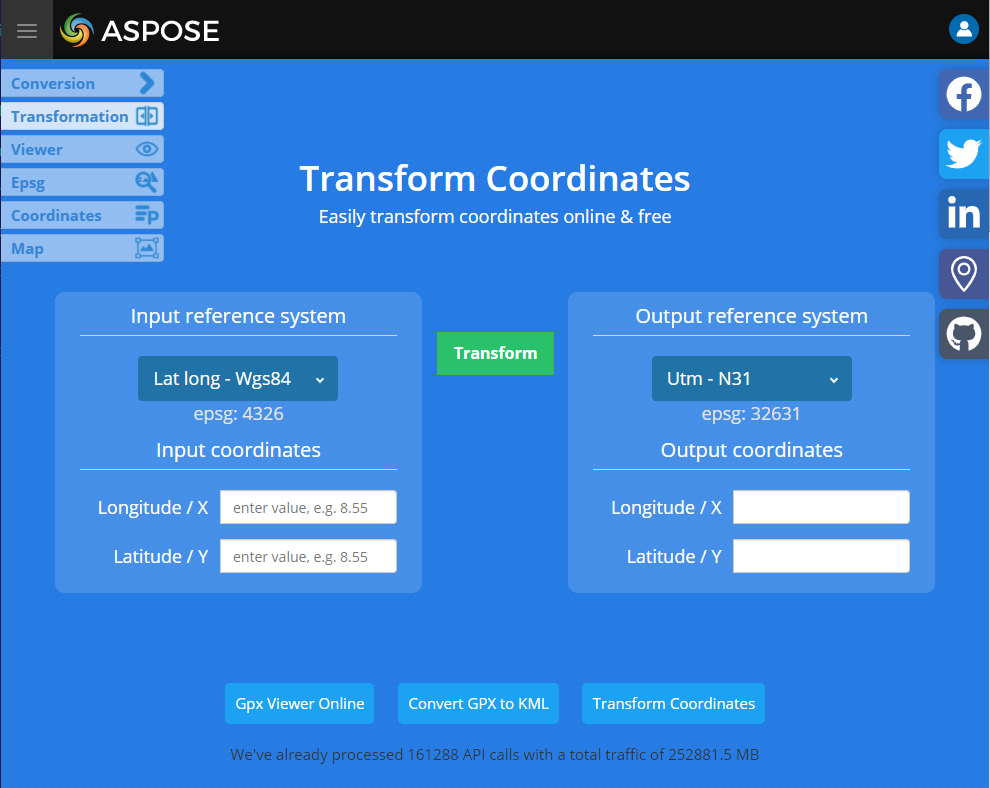 ASPOSE
Conversion
Transformation
Viewer
Epsg
Coordinates
Map
Transform Coordinates
Easily transform coordinates online & free
Input reference system
Lat long - Wgs84
epsg: 4326
Input coordinates
Longitude / X enter value, e.g. 8.55
Latitude / Y enter value, e.g. 8.55
Transform
Output reference system
Utm - N31
epsg: 32631
Output coordinates
Longitude / X
Latitude / Y
Gpx Viewer Online Convert GPX to KML Transform Coordinates
We've already processed 161288 API calls with a total traffic of 252881.5 MB